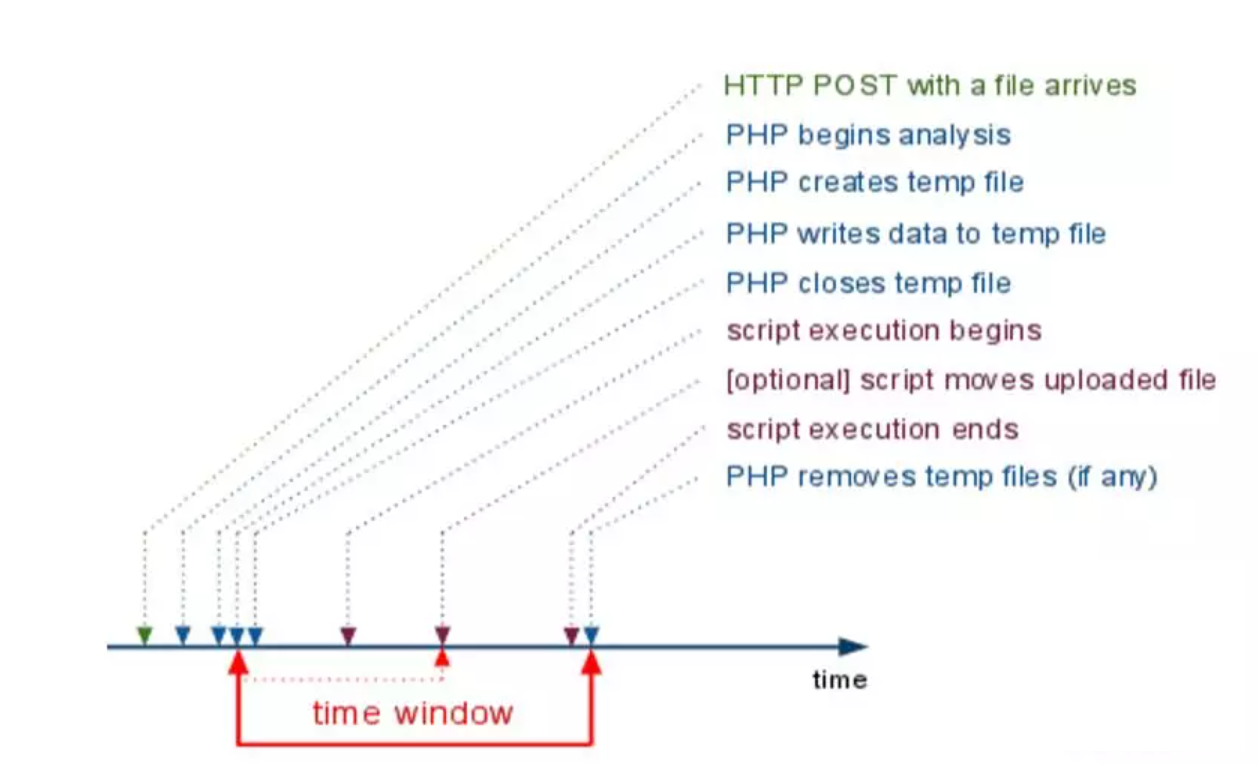 HTTP POST with a file arrives
PHP begins analysis
PHP creates temp file
PHP writes data to temp file
PHP closes temp file
script execution begins
[optional] script moves uploaded file
script execution ends
PHP removes temp files (if any)
time
time window